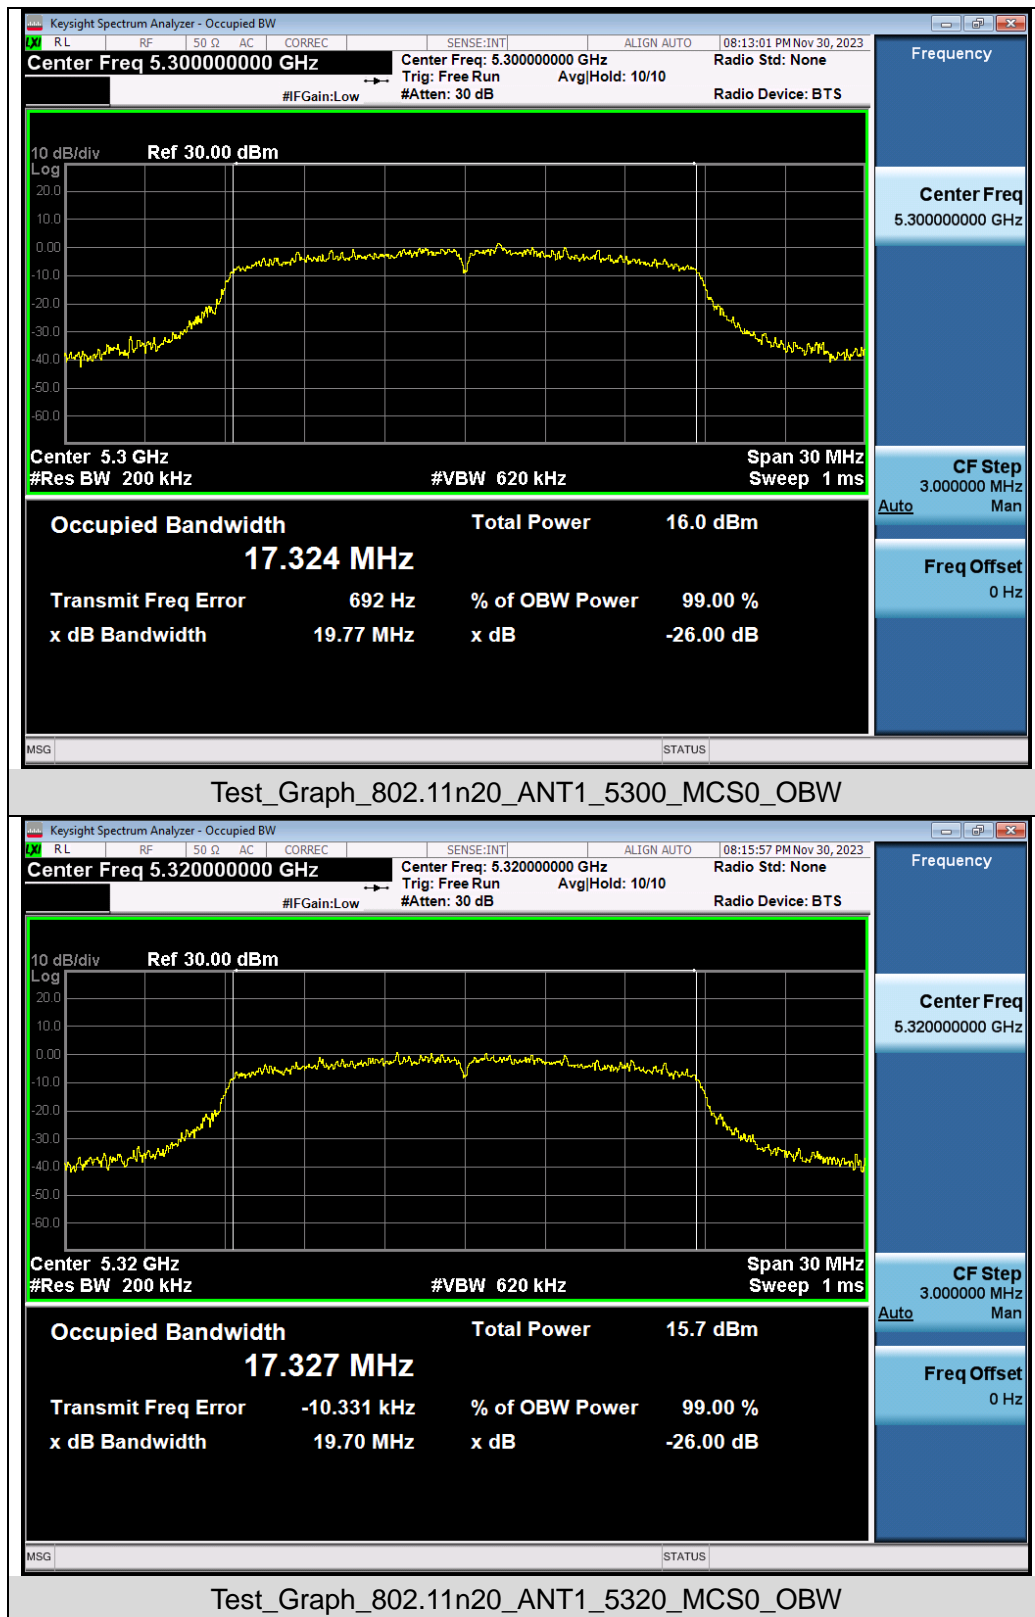 Keysight Spectrum Analyzer - Occupied BW
LXI RL RF 50 Ω AC CORREC SENSE:INT ALIGN AUTO 08:13:01 PM Nov 30, 2023
Center Freq 5.300000000 GHz
Center Freq: 5.300000000 GHz
Radio Std: None
Trig: Free Run Avg|Hold: 10/10
#IFGain:Low
#Atten: 30 dB
Radio Device: BTS
Frequency
10 dB/div Ref 30.00 dBm
Log
20.0
10.0
0.00
-10.0
-20.0
-30.0
-40.0
-50.0
-60.0
Center 5.3 GHz
Span 30 MHz
#Res BW 200 kHz
#VBW 620 kHz
Sweep 1 ms
Center Freq
5.300000000 GHz
CF Step
3.000000 MHz
Auto Man
Freq Offset
0 Hz
Occupied Bandwidth
Total Power 16.0 dBm
17.324 MHz
Transmit Freq Error 692 Hz % of OBW Power 99.00 %
x dB Bandwidth 19.77 MHz x dB -26.00 dB
MSG STATUS
Test_Graph_802.11n20_ANT1_5300_MCS0_OBW
Keysight Spectrum Analyzer - Occupied BW
LXI RL RF 50 Ω AC CORREC SENSE:INT ALIGN AUTO 08:15:57 PM Nov 30, 2023
Center Freq 5.320000000 GHz
Center Freq: 5.320000000 GHz
Radio Std: None
Trig: Free Run Avg|Hold: 10/10
#IFGain:Low
#Atten: 30 dB
Radio Device: BTS
Frequency
10 dB/div Ref 30.00 dBm
Log
20.0
10.0
0.00
-10.0
-20.0
-30.0
-40.0
-50.0
-60.0
Center 5.32 GHz
Span 30 MHz
#Res BW 200 kHz
#VBW 620 kHz
Sweep 1 ms
Center Freq
5.320000000 GHz
CF Step
3.000000 MHz
Auto Man
Freq Offset
0 Hz
Occupied Bandwidth
Total Power 15.7 dBm
17.327 MHz
Transmit Freq Error -10.331 kHz % of OBW Power 99.00 %
x dB Bandwidth 19.70 MHz x dB -26.00 dB
MSG STATUS
Test_Graph_802.11n20_ANT1_5320_MCS0_OBW